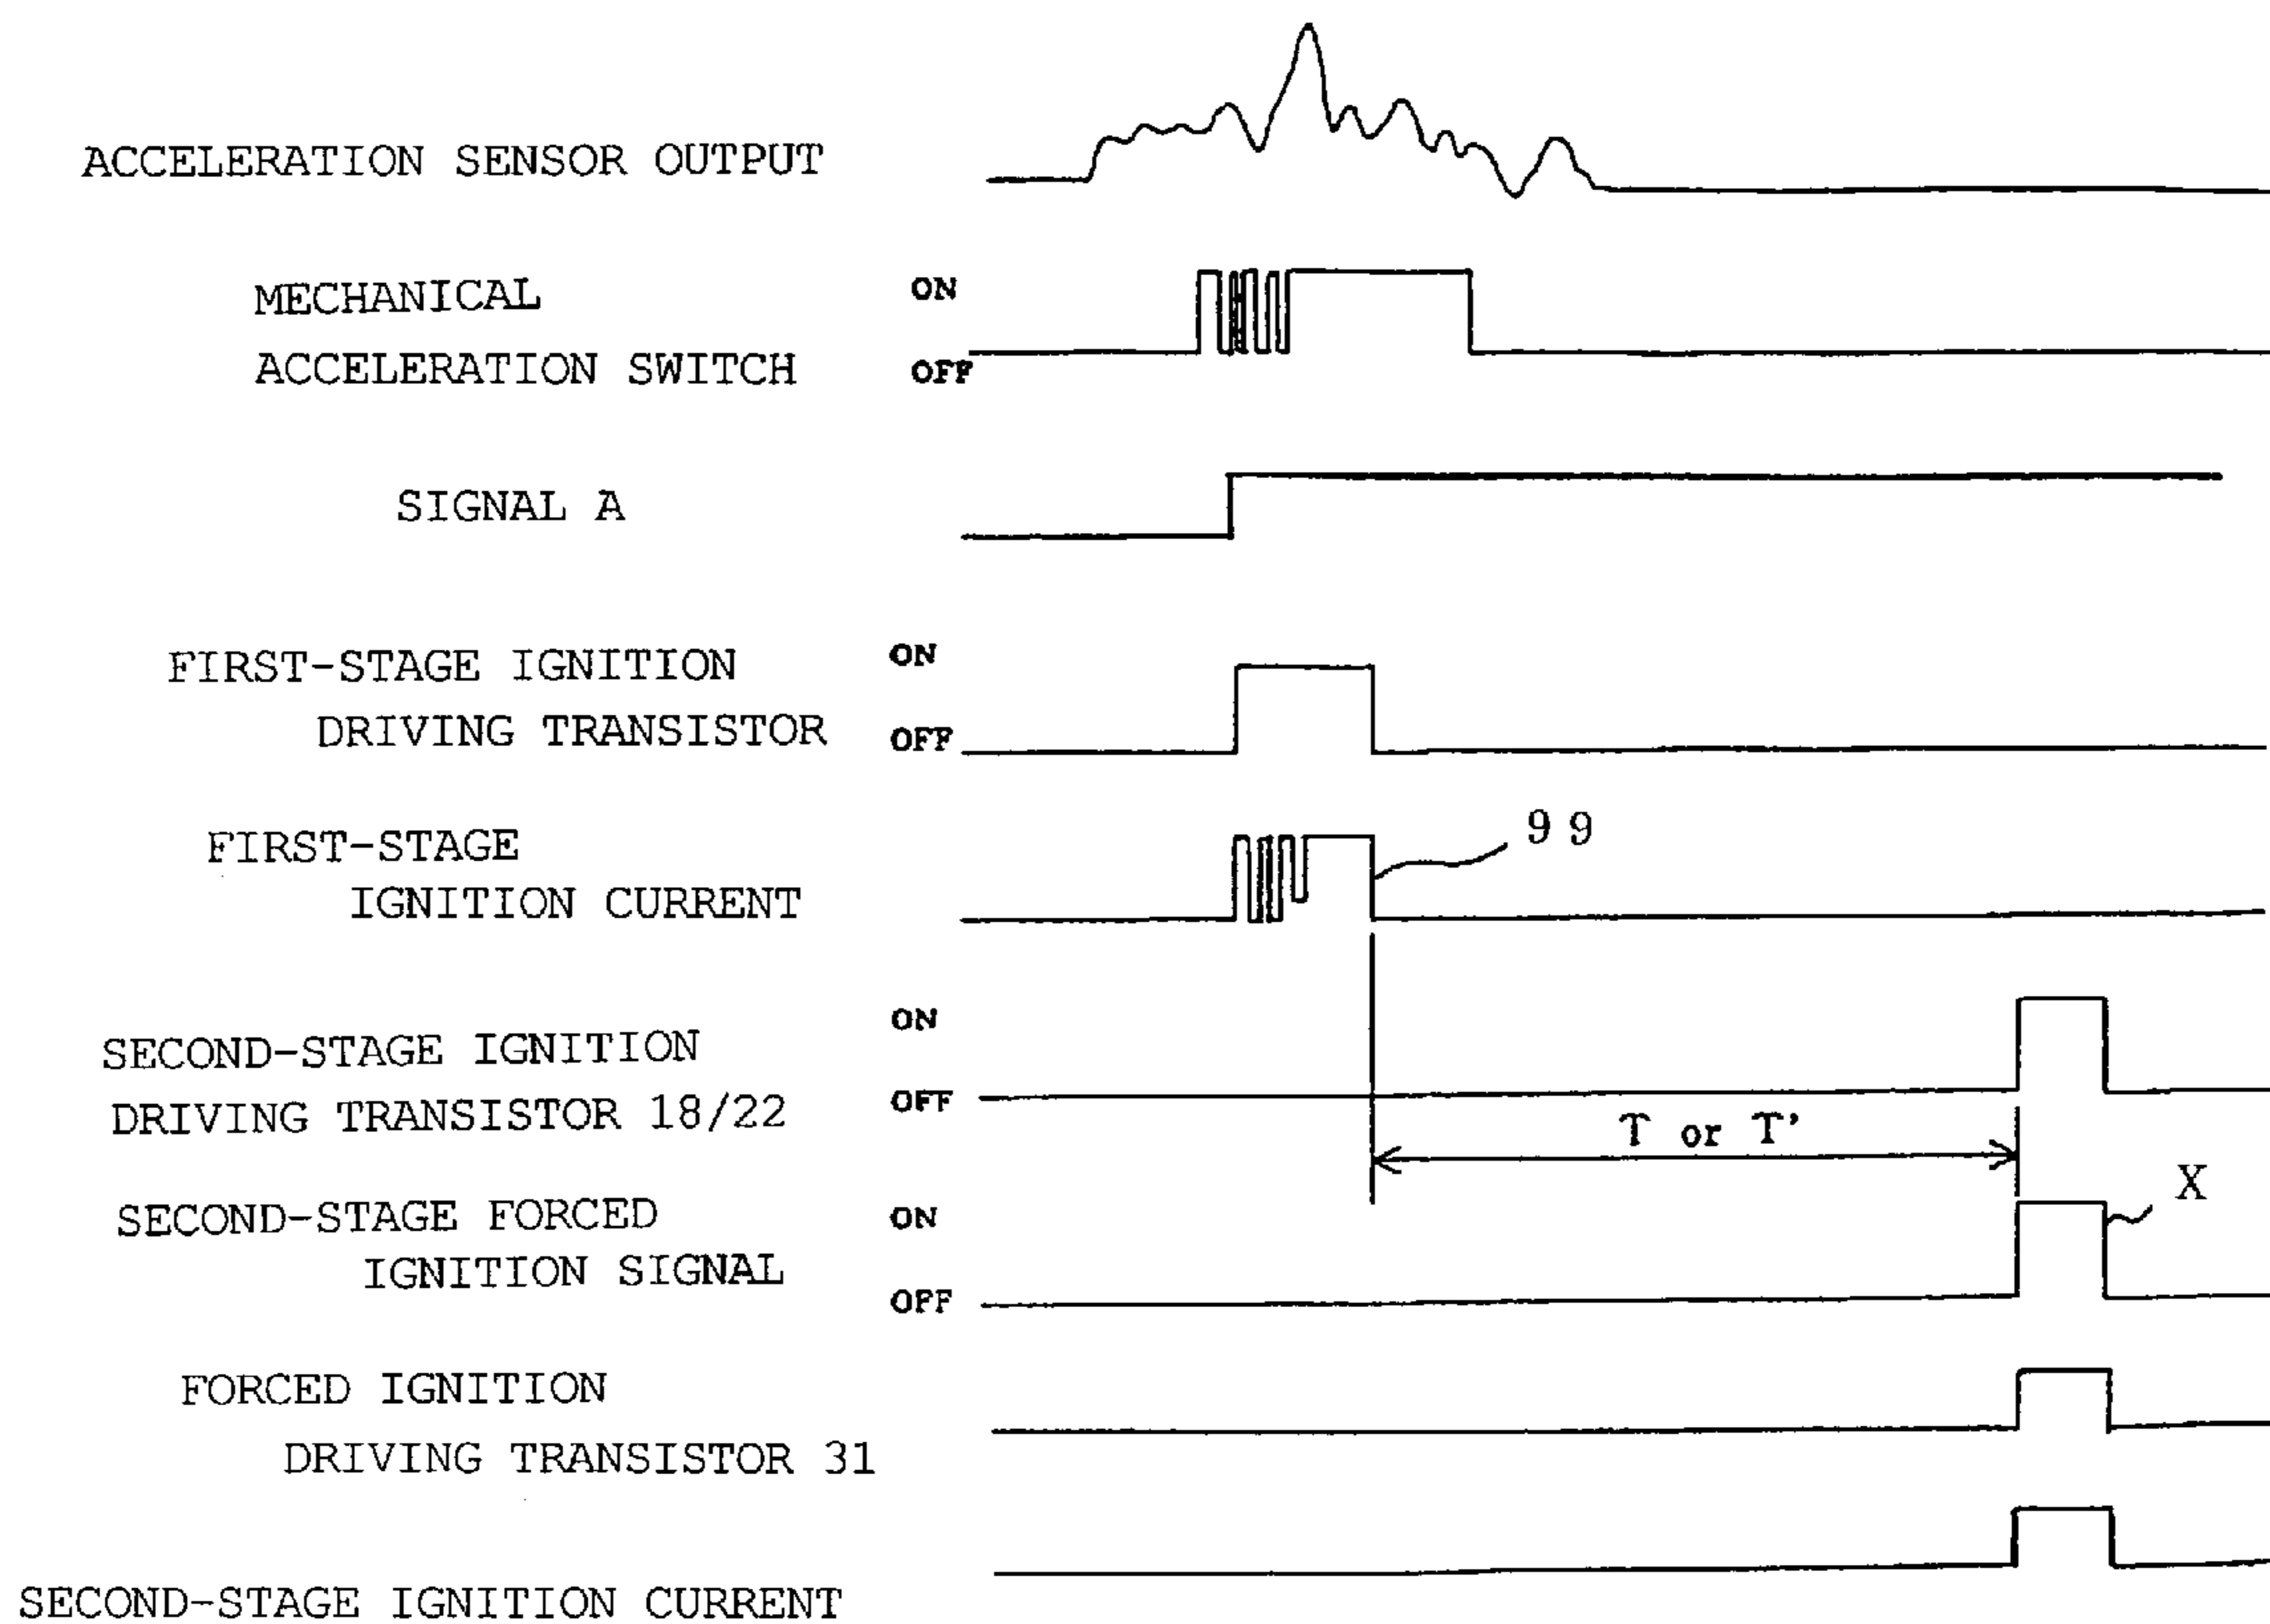 ACCELERATION SENSOR OUTPUT
MECHANICAL
ACCELERATION SWITCH
ON
OFF
SIGNAL A
FIRST-STAGE IGNITION
DRIVING TRANSISTOR
ON
OFF
FIRST-STAGE
IGNITION CURRENT
99
SECOND-STAGE IGNITION
DRIVING TRANSISTOR 18/22
ON
OFF
T or T'
SECOND-STAGE FORCED
IGNITION SIGNAL
ON
OFF
X
FORCED IGNITION
DRIVING TRANSISTOR 31
SECOND-STAGE IGNITION CURRENT